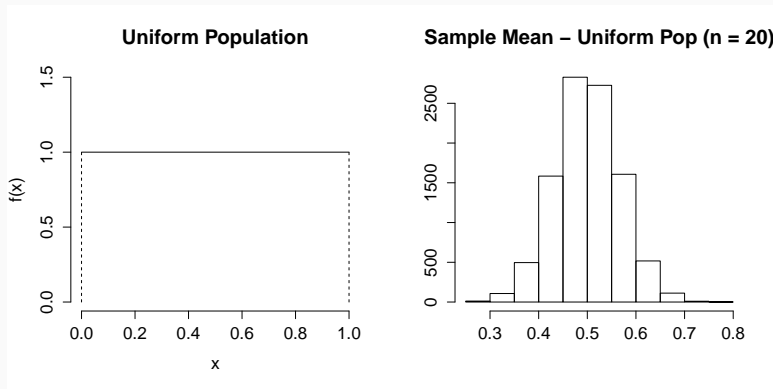 Uniform Population
1.5
1.0
0.5
0.0
f(x)
0.0 0.2 0.4 0.6 0.8 1.0
x
Sample Mean – Uniform Pop (n = 20)
2500
1500
500
0
0.3 0.4 0.5 0.6 0.7 0.8